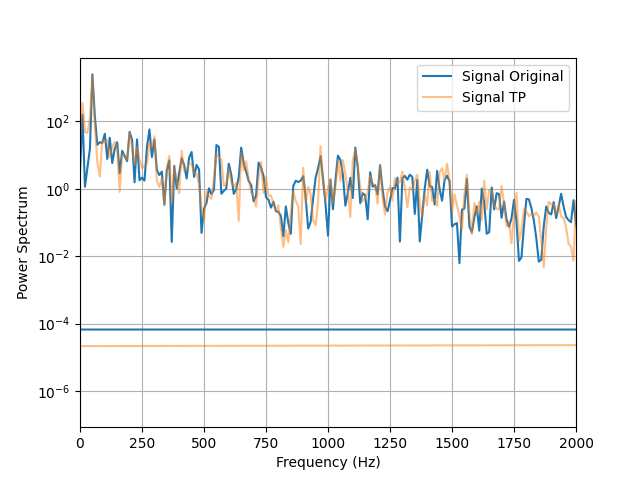 Signal Original
Signal TP
10²
10⁰
10⁻²
10⁻⁴
10⁻⁶
Power Spectrum
0 250 500 750 1000 1250 1500 1750 2000
Frequency (Hz)